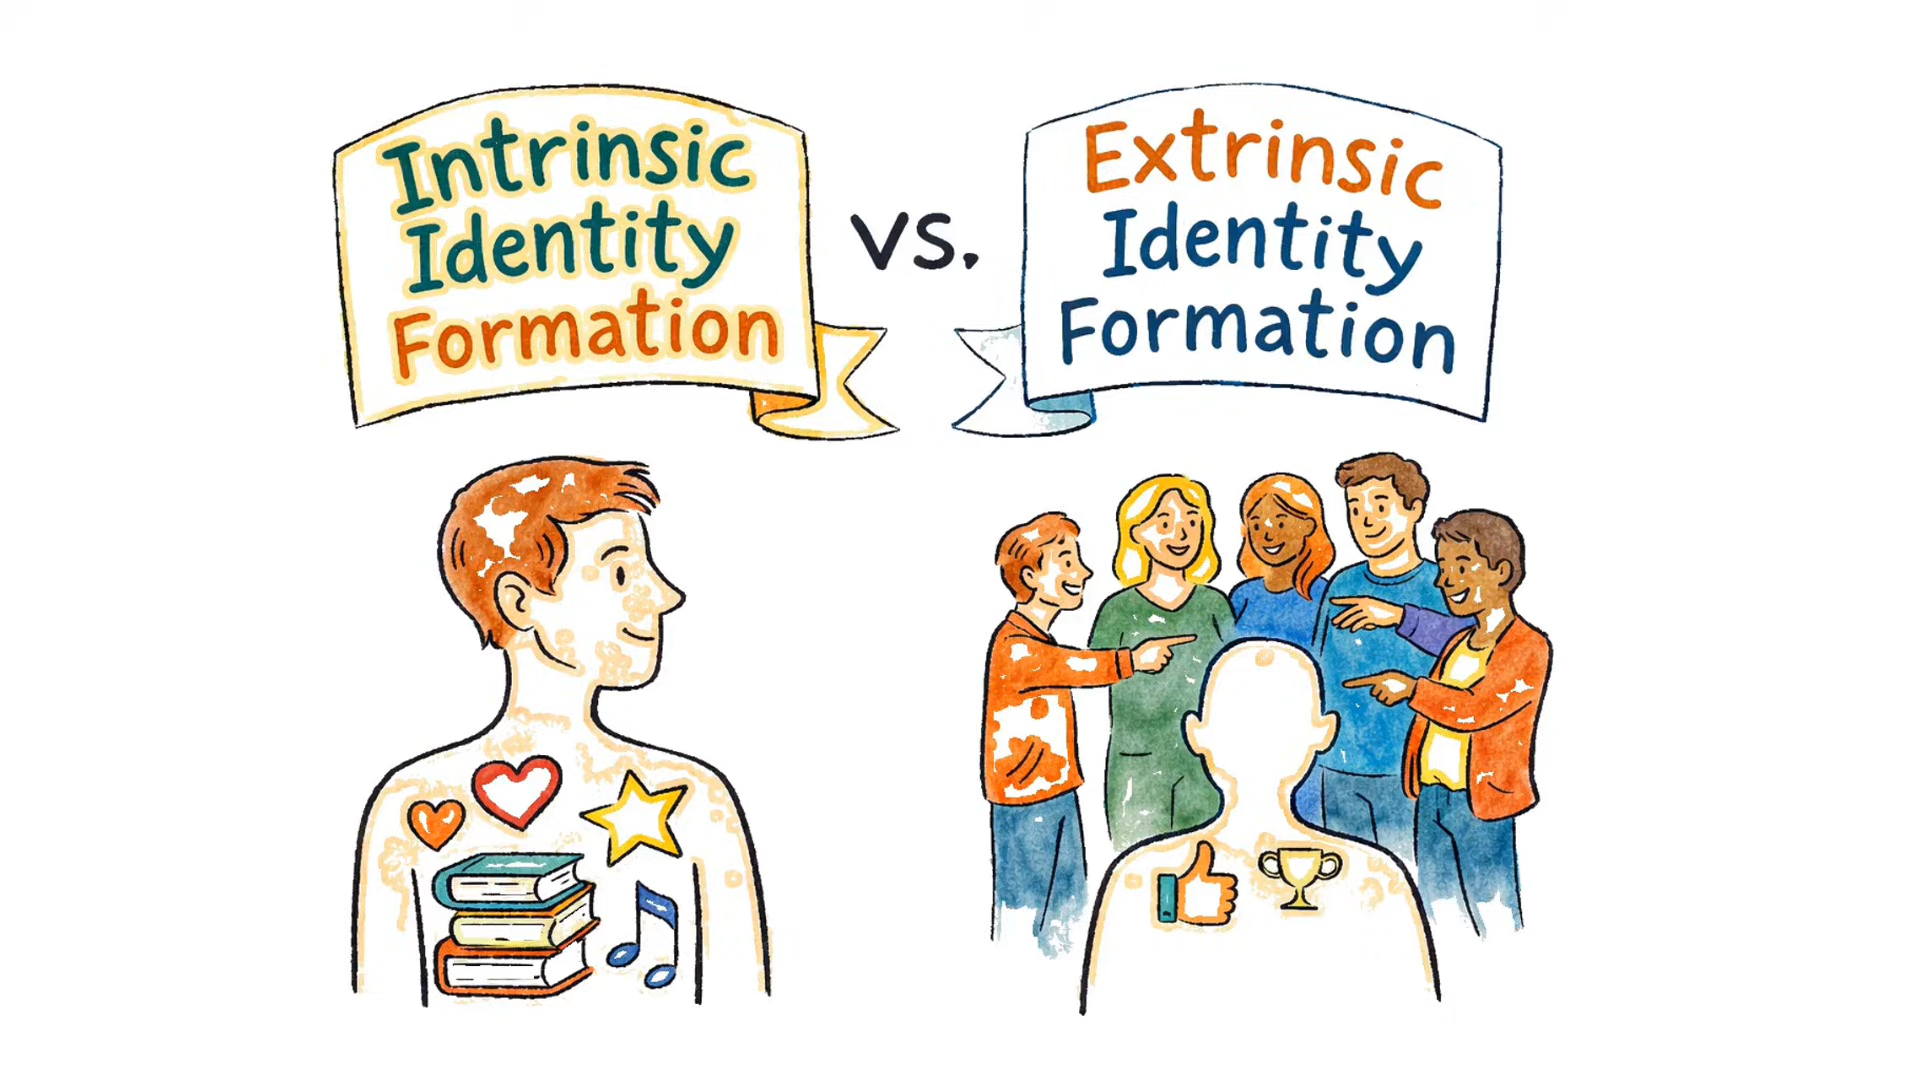 Intrinsic
Identity
Formation
vs.
Extrinsic
Identity
Formation